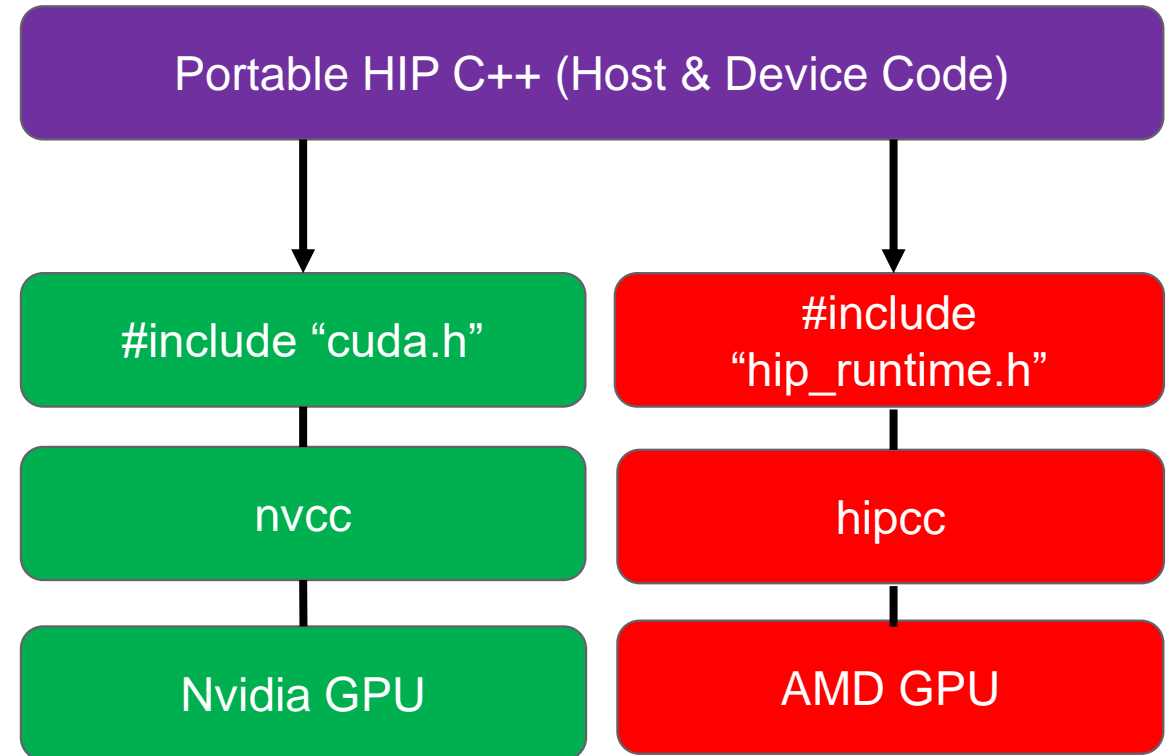 Portable HIP C++ (Host & Device Code)
#include “cuda.h”
#include
“hip_runtime.h”
nvcc
hipcc
Nvidia GPU
AMD GPU